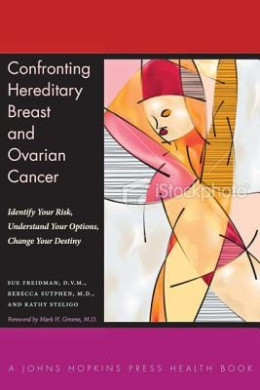 Confronting
Hereditary
Breast
and
Ovarian
Cancer
iStockphoto
Identify Your Risk,
Understand Your Options,
Change Your Destiny
SUE FREIDMAN, D.V.M.,
REBECCA SUTPHEN, M.D.,
AND KATHY STELIGO
Foreword by Mark H. Greene, M.D.
A JOHNS HOPKINS PRESS HEALTH BOOK